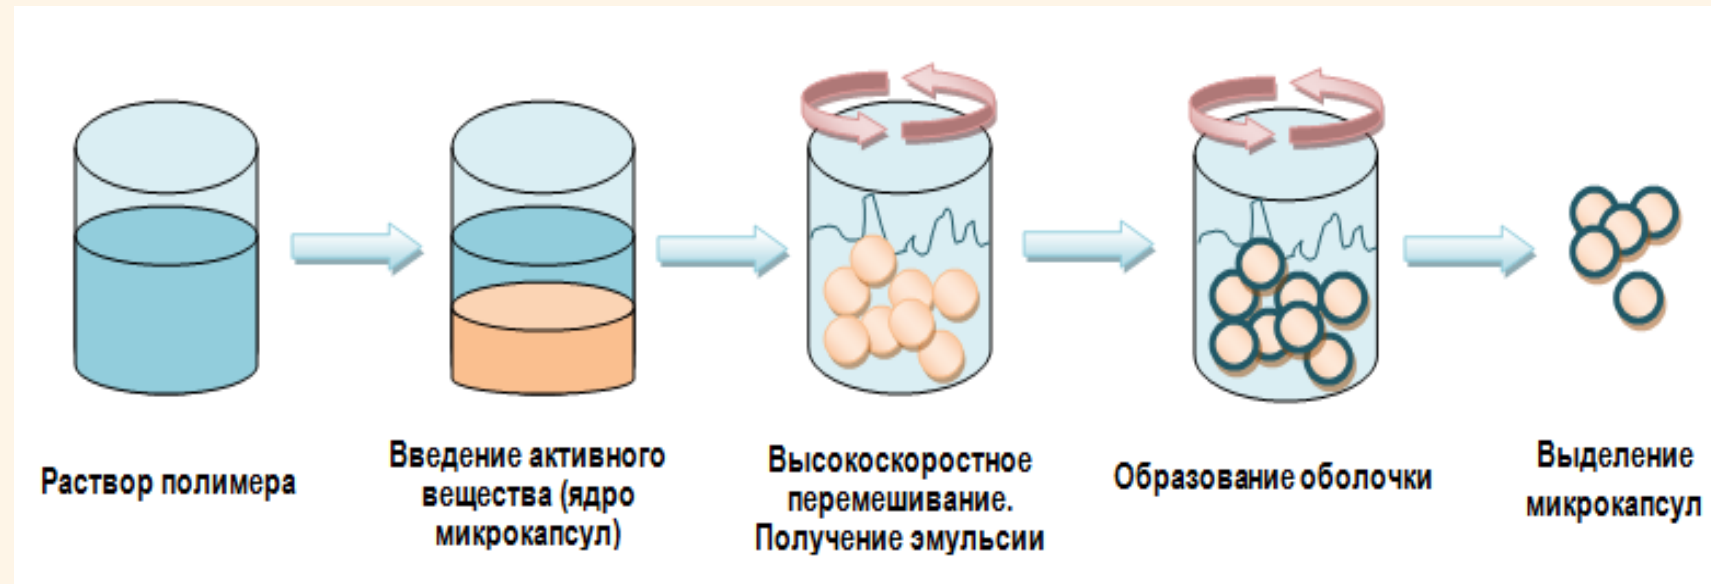 Раствор полимера
Введение активного
вещества (ядро
микрокапсул)
Высокоскоростное
перемешивание.
Получение эмульсии
Образование оболочки
Выделение
микрокапсул